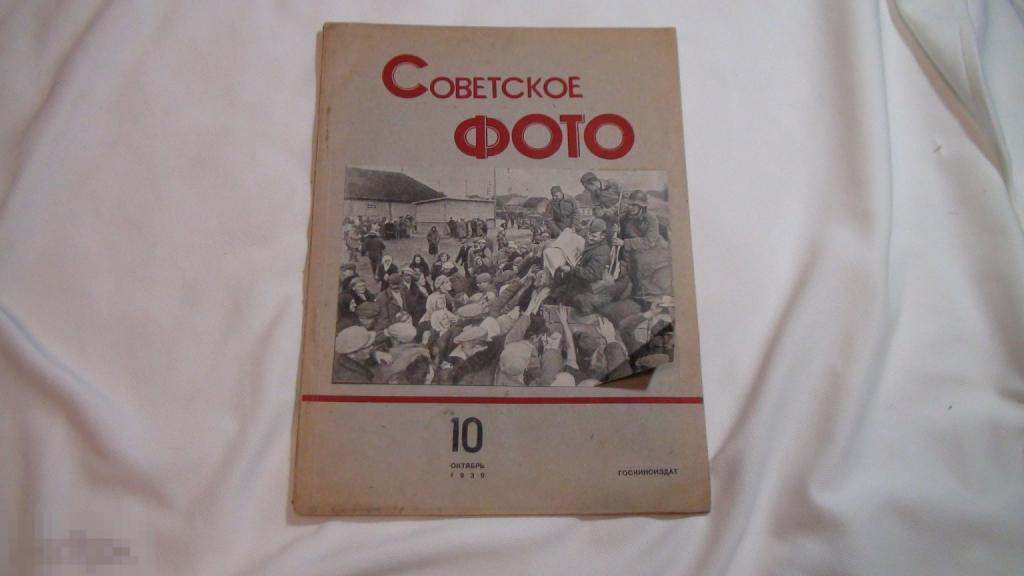 Советское
ФОТО
10
ОКТЯБРЬ
1939
ГОСКИНОИЗДАТ